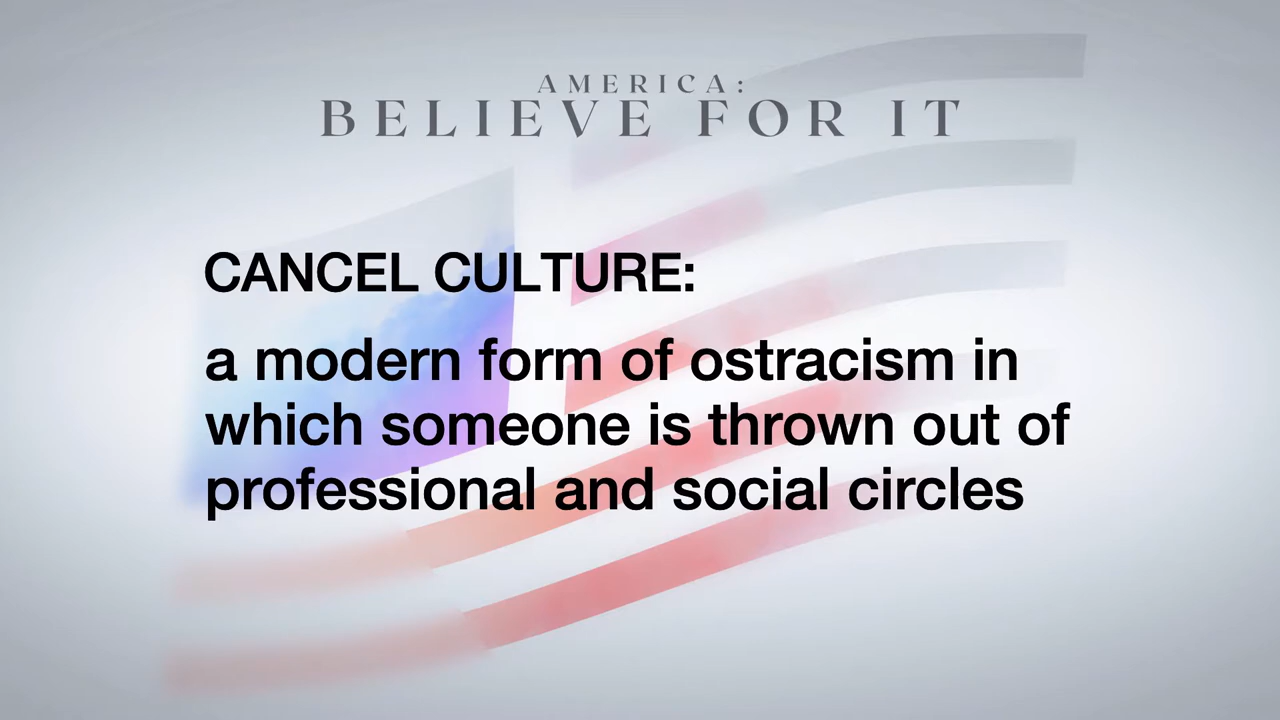 AMERICA:
BELIEVE FOR IT
CANCEL CULTURE:
a modern form of ostracism in
which someone is thrown out of
professional and social circles